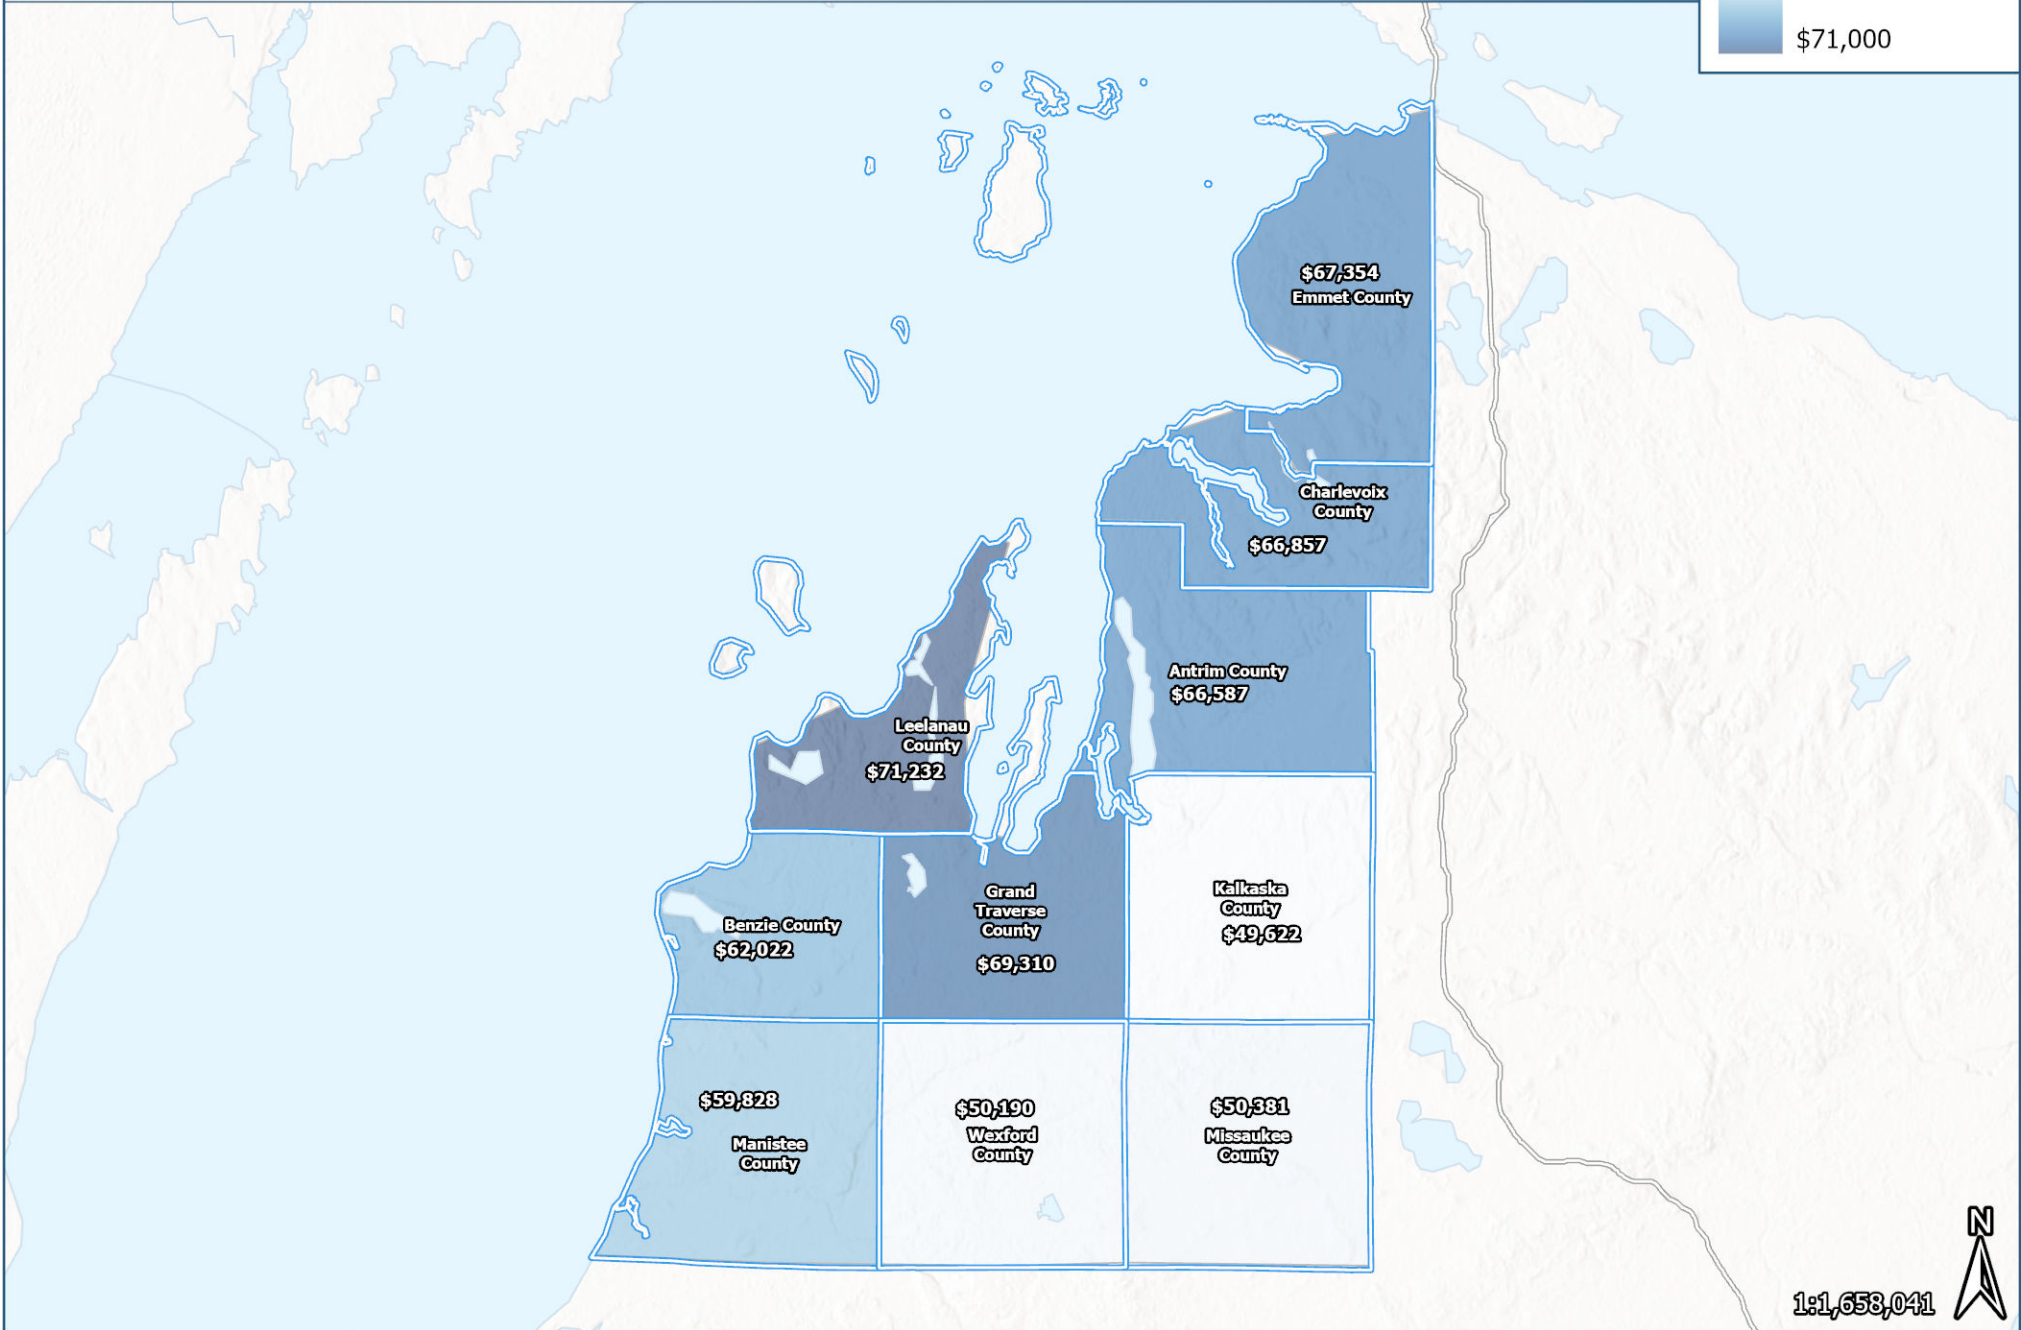 $71,000
$67,354
Emmet County
Charlevoix
County
$66,857
Antrim County
$66,587
Leelanau
County
$71,232
Grand
Traverse
County
$69,310
Kalkaska
County
$49,622
Benzie County
$62,022
$59,828
Manistee
County
$50,190
Wexford
County
$50,381
Missaukee
County
N
1:1,658,041